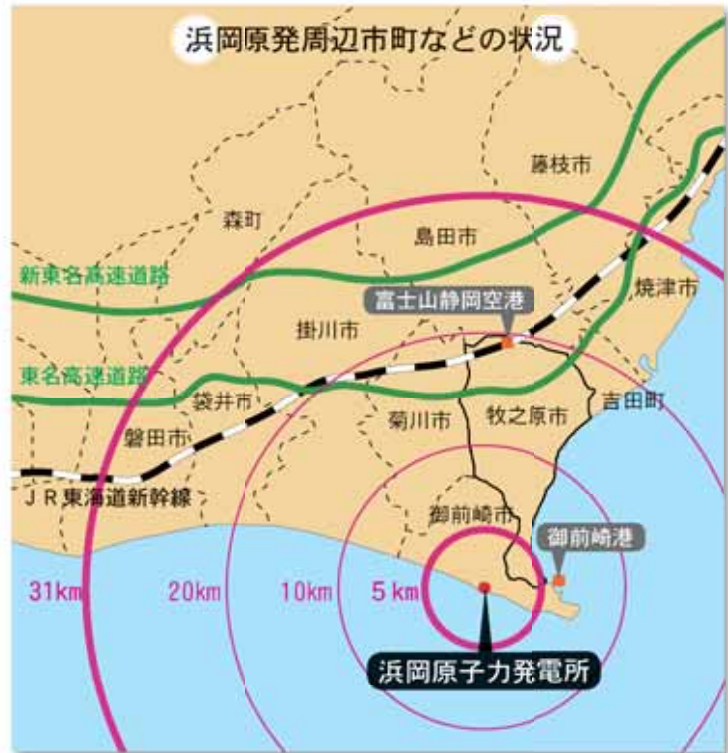 浜岡原発周辺市町などの状況
藤枝市
森町
島田市
新東名高速道路
焼津市
富士山静岡空港
掛川市
東名高速道路
袋井市
吉田町
菊川市
牧之原市
磐田市
JR東海道新幹線
御前崎市
御前崎港
31km
20km
10km
5km
浜岡原子力発電所